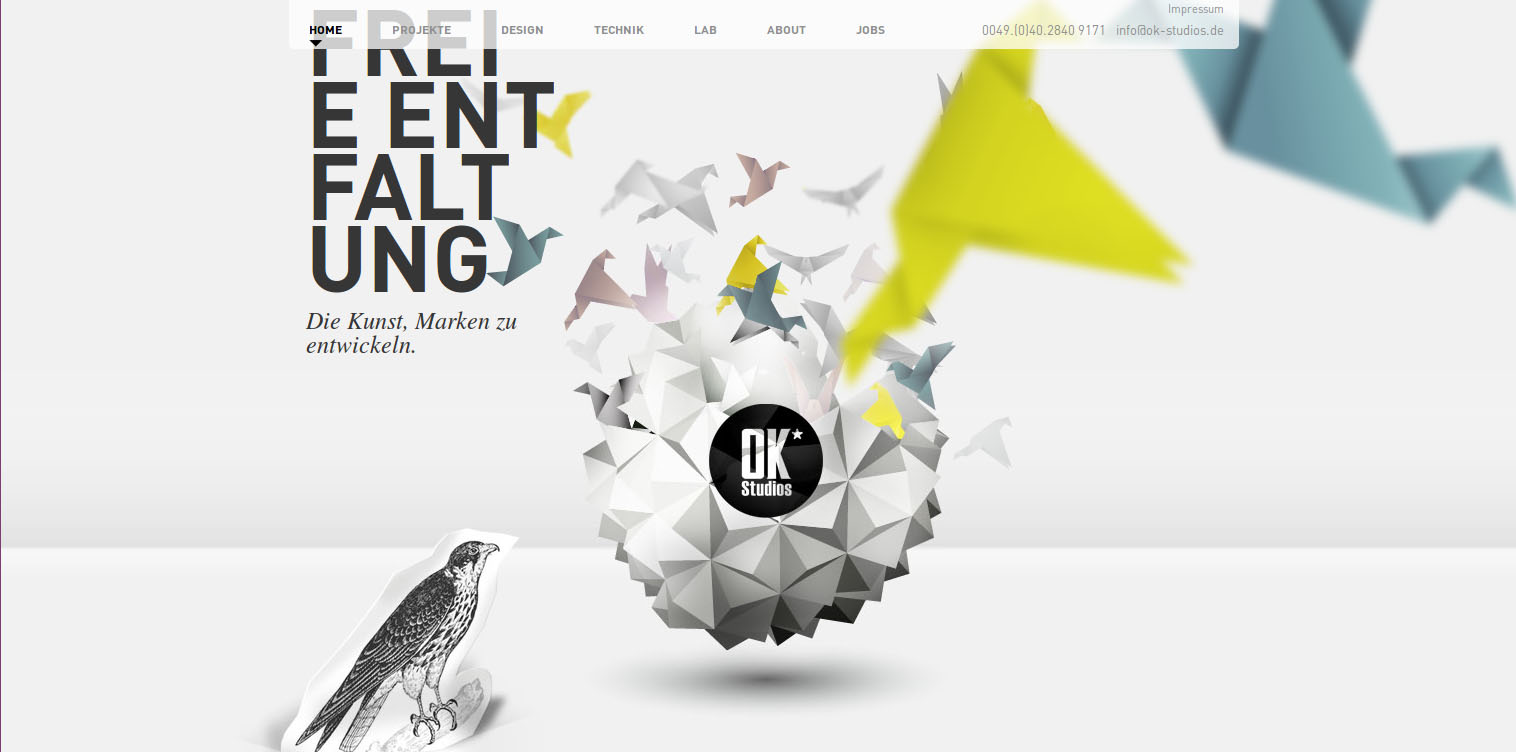 Impressum
HOME PROJEKTE DESIGN TECHNIK LAB ABOUT JOBS 0049.(0)40.2840 9171 info@ok-studios.de
FREI
E ENT
FALT
UNG
Die Kunst, Marken zu
entwickeln.
OK
Studios